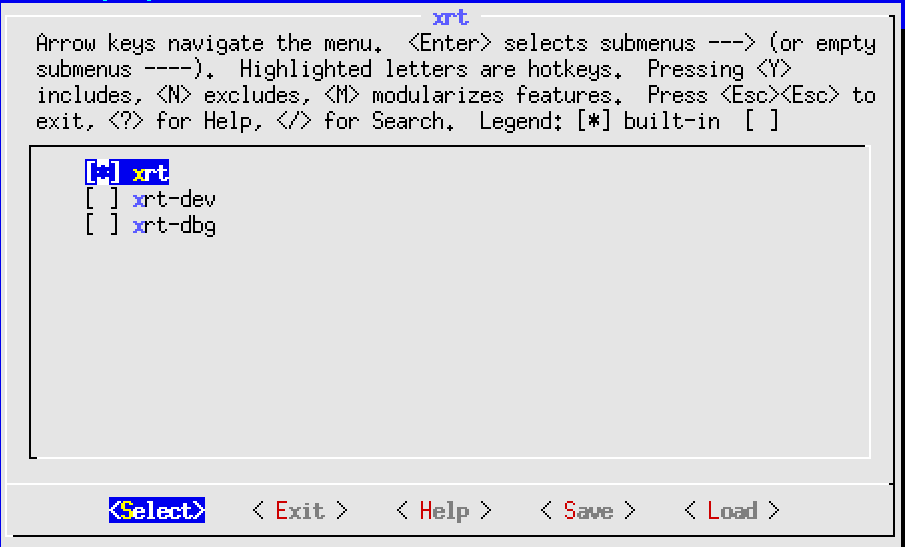 xrt
Arrow keys navigate the menu.  <Enter> selects submenus ---> (or empty
submenus ----).  Highlighted letters are hotkeys.  Pressing <Y>
includes, <N> excludes, <M> modularizes features.  Press <Esc><Esc> to
exit, <?> for Help, </> for Search.  Legend: [*] built-in  [ ]
[*] xrt
[ ] xrt-dev
[ ] xrt-dbg
<Select>    < Exit >    < Help >    < Save >    < Load >